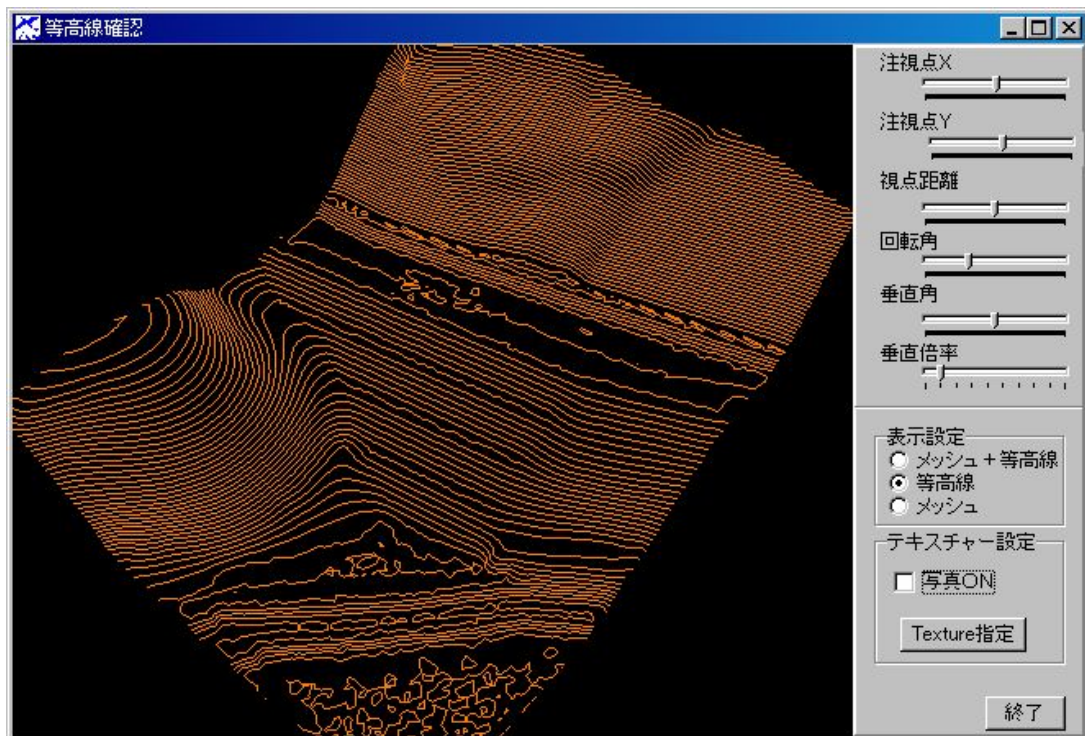 等高線確認
注視点X
注視点Y
視点距離
回転角
垂直角
垂直倍率
表示設定
メッシュ+等高線
等高線
メッシュ
テキスチャー設定
写真ON
Texture指定
終了